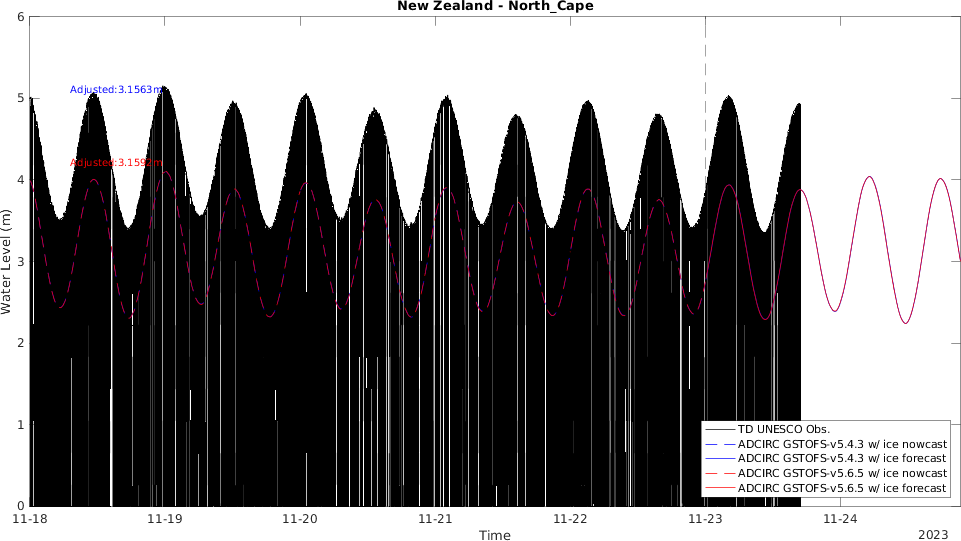 New Zealand - North_Cape
6
5
4
3
2
1
0
Water Level (m)
Adjusted:3.1563m
Adjusted:3.1592m
TD UNESCO Obs.
ADCIRC GSTOFS-v5.4.3 w/ ice nowcast
ADCIRC GSTOFS-v5.4.3 w/ ice forecast
ADCIRC GSTOFS-v5.6.5 w/ ice nowcast
ADCIRC GSTOFS-v5.6.5 w/ ice forecast
11-18 11-19 11-20 11-21 11-22 11-23 11-24
Time
2023